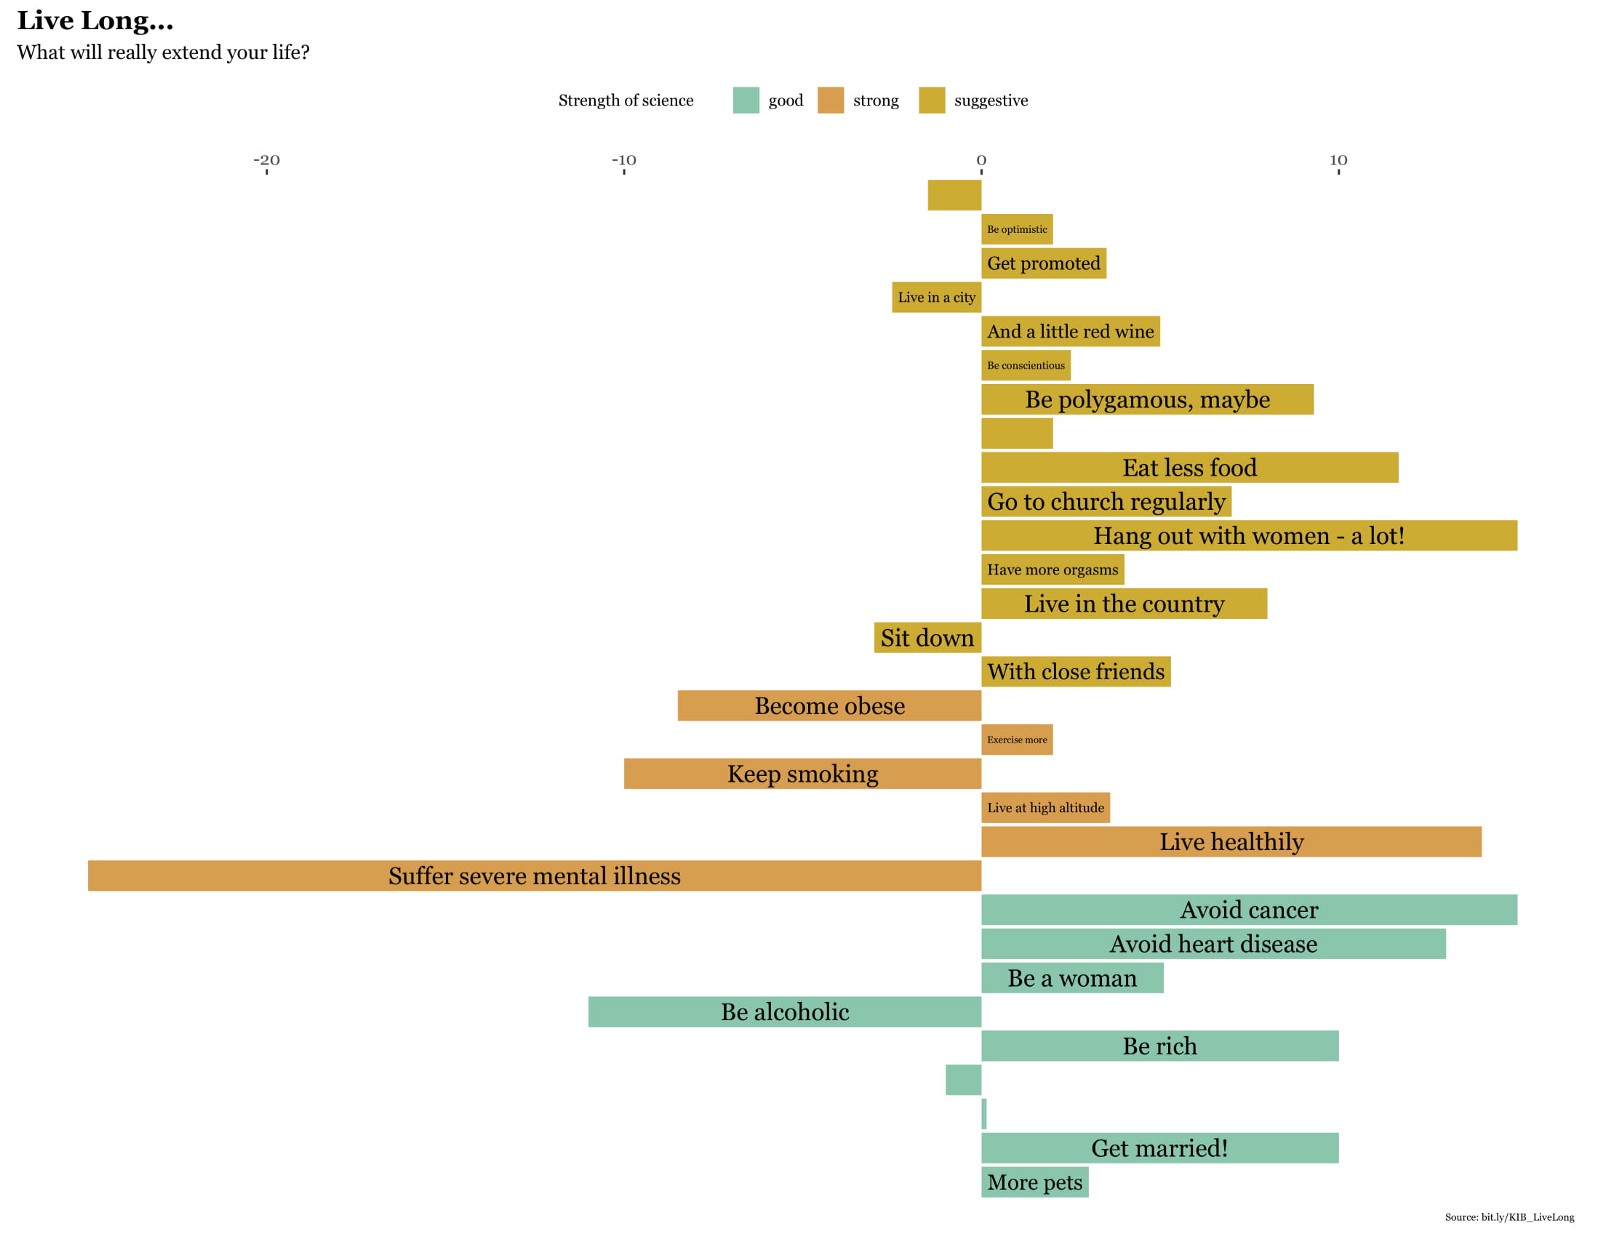 Live Long...
What will really extend your life?
Strength of science good strong suggestive
-20 -10 0 10
Be optimistic
Get promoted
Live in a city
And a little red wine
Be conscientious
Be polygamous, maybe
Eat less food
Go to church regularly
Hang out with women - a lot!
Have more orgasms
Live in the country
Sit down
With close friends
Become obese
Exercise more
Keep smoking
Live at high altitude
Live healthily
Suffer severe mental illness
Avoid cancer
Avoid heart disease
Be a woman
Be alcoholic
Be rich
Get married!
More pets
Source: bit.ly/KIB_LiveLong